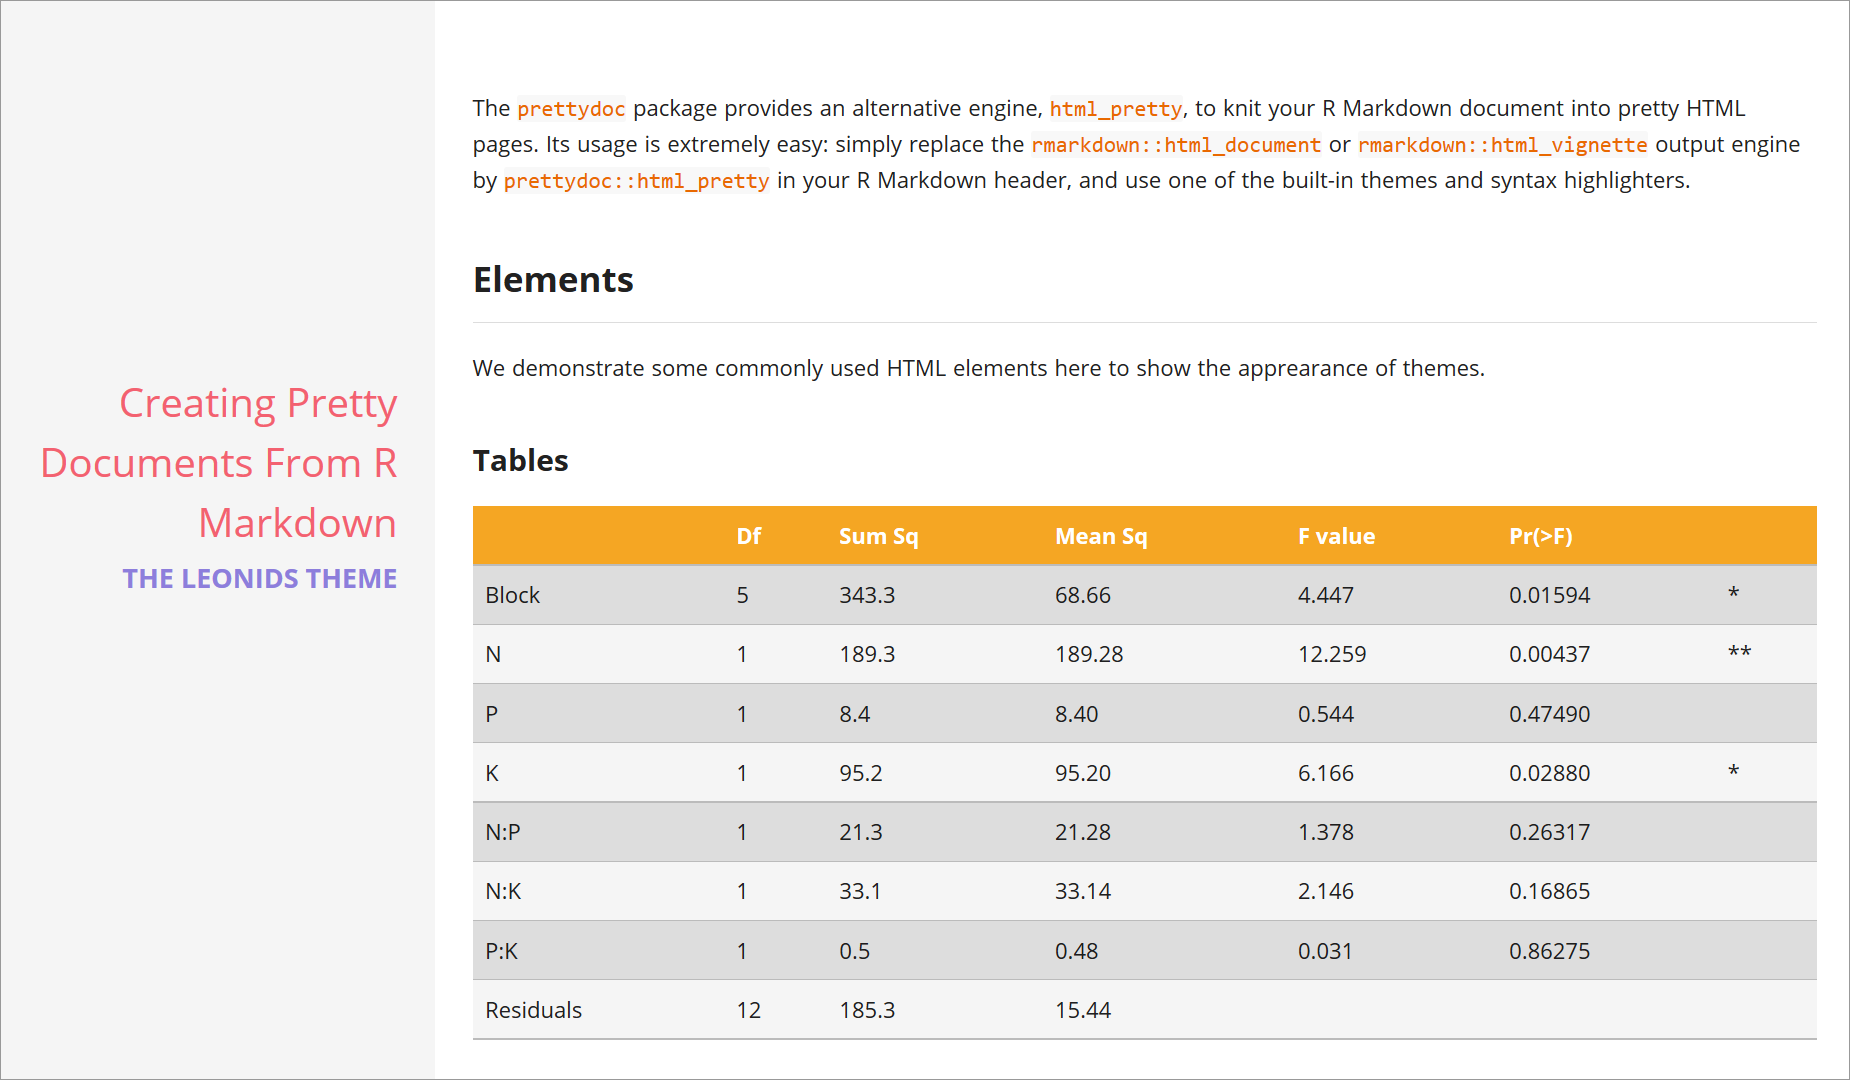 Creating Pretty
Documents From R
Markdown
THE LEONIDS THEME
The prettydoc package provides an alternative engine, html_pretty, to knit your R Markdown document into pretty HTML
pages. Its usage is extremely easy: simply replace the rmarkdown::html_document or rmarkdown::html_vignette output engine
by prettydoc::html_pretty in your R Markdown header, and use one of the built-in themes and syntax highlighters.
Elements
We demonstrate some commonly used HTML elements here to show the apprearance of themes.
Tables
Df Sum Sq Mean Sq F value Pr(>F)
Block 5 343.3 68.66 4.447 0.01594 *
N 1 189.3 189.28 12.259 0.00437 **
P 1 8.4 8.40 0.544 0.47490
K 1 95.2 95.20 6.166 0.02880 *
N:P 1 21.3 21.28 1.378 0.26317
N:K 1 33.1 33.14 2.146 0.16865
P:K 1 0.5 0.48 0.031 0.86275
Residuals 12 185.3 15.44